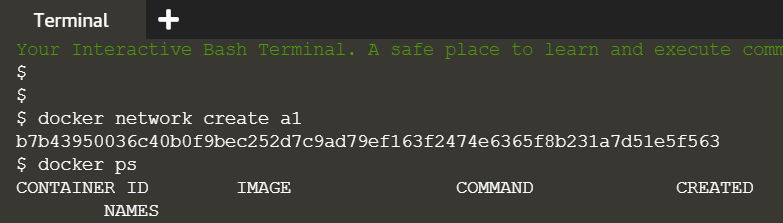 Terminal +
Your Interactive Bash Terminal. A safe place to learn and execute
$
$
$ docker network create a1
b7b43950036c40b0f9bec252d7c9ad79ef163f2474e6365f8b231a7d51e5f563
$ docker ps
CONTAINER ID IMAGE COMMAND CREATED
NAMES